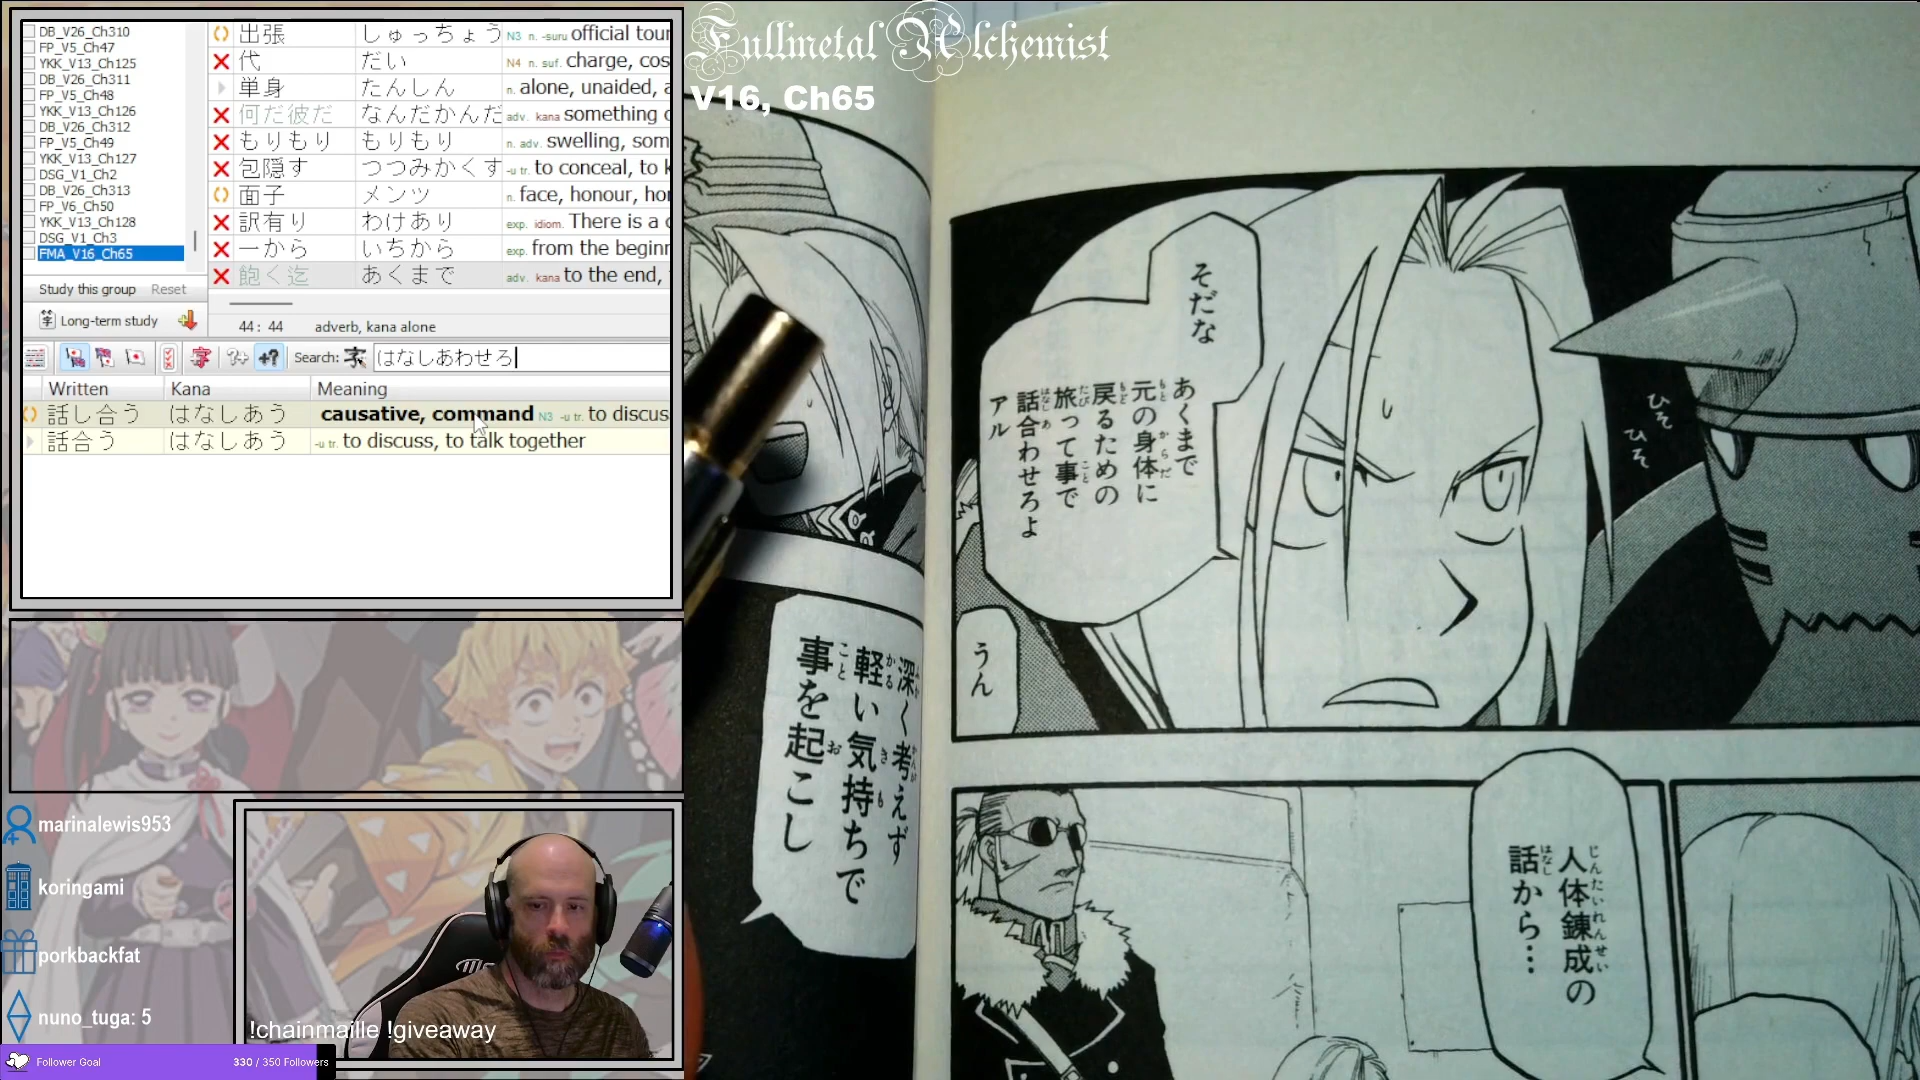 DB_V26_Ch310
FP_V5_Ch47
YKK_V13_Ch125
DB_V26_Ch311
FP_V5_Ch48
YKK_V13_Ch126
DB_V26_Ch312
FP_V5_Ch49
YKK_V13_Ch127
DSG_V1_Ch2
DB_V26_Ch313
FP_V6_Ch50
YKK_V13_Ch128
DSG_V1_Ch3
FMA_V16_Ch65
Study this group Reset
Long-term study
出張 しゅっちょう N3 n. -suru official tour
代 だい N4 n. suf. charge, cos
単身 たんしん n. alone, unaided, a
何だ彼だ なんだかんだ adv. kana something
もりもり もりもり n. adv. swelling, som
包隠す つつみかくす -u tr. to conceal, to k
面子 メンツ n. face, honour, hon
訳有り わけあり exp. idiom. There is a
一から いちから exp. from the beginn
飽く迄 あくまで adv. kana to the end,
44: 44 adverb, kana alone
Search: はなしあわせろ
Written Kana Meaning
話し合う はなしあう causative, command N3 -u tr. to discus
話合う はなしあう -u tr. to discuss, to talk together
Fullmetal Alchemist
V16, Ch65
そだな
あくまで
元の身体に
戻るための
旅って事で
話合わせろよ
アル
ひそ
ひそ
うん
人体錬成の
話から…
深く考えず
軽い気持ちで
事を起こし
marinalewis953
koringami
porkbackfat
nuno_tuga: 5
!chainmaille !giveaway
Follower Goal 330 / 350 Followers